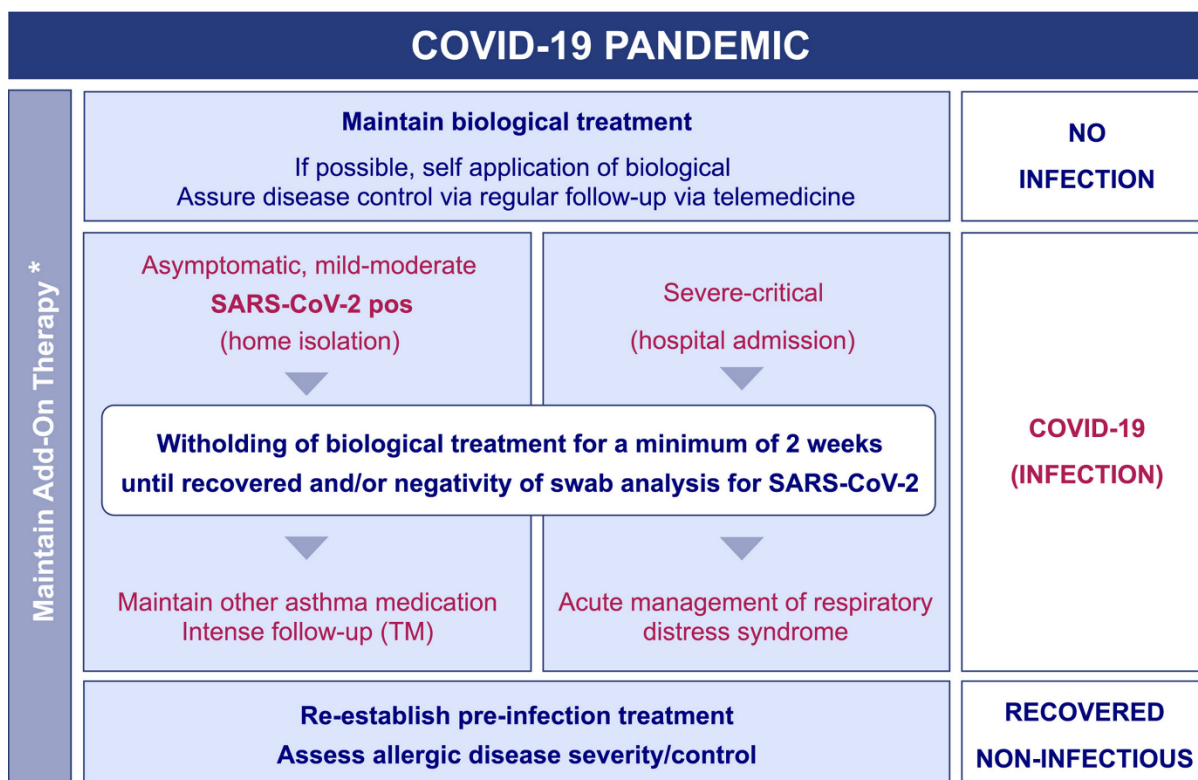 COVID-19 PANDEMIC
Maintain Add-On Therapy *
Maintain biological treatment
If possible, self application of biological
Assure disease control via regular follow-up via telemedicine
NO
INFECTION
Asymptomatic, mild-moderate
SARS-CoV-2 pos
(home isolation)
Severe-critical
(hospital admission)
Witholding of biological treatment for a minimum of 2 weeks
until recovered and/or negativity of swab analysis for SARS-CoV-2
Maintain other asthma medication
Intense follow-up (TM)
Acute management of respiratory
distress syndrome
COVID-19
(INFECTION)
Re-establish pre-infection treatment
Assess allergic disease severity/control
RECOVERED
NON-INFECTIOUS